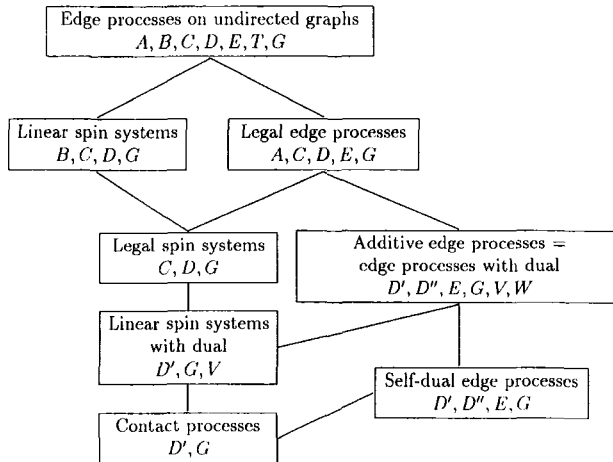 Edge processes on undirected graphs
A, B, C, D, E, T, G
Linear spin systems
B, C, D, G
Legal edge processes
A, C, D, E, G
Legal spin systems
C, D, G
Additive edge processes =
edge processes with dual
D′, D″, E, G, V, W
Linear spin systems
with dual
D′, G, V
Self-dual edge processes
D′, D″, E, G
Contact processes
D′, G